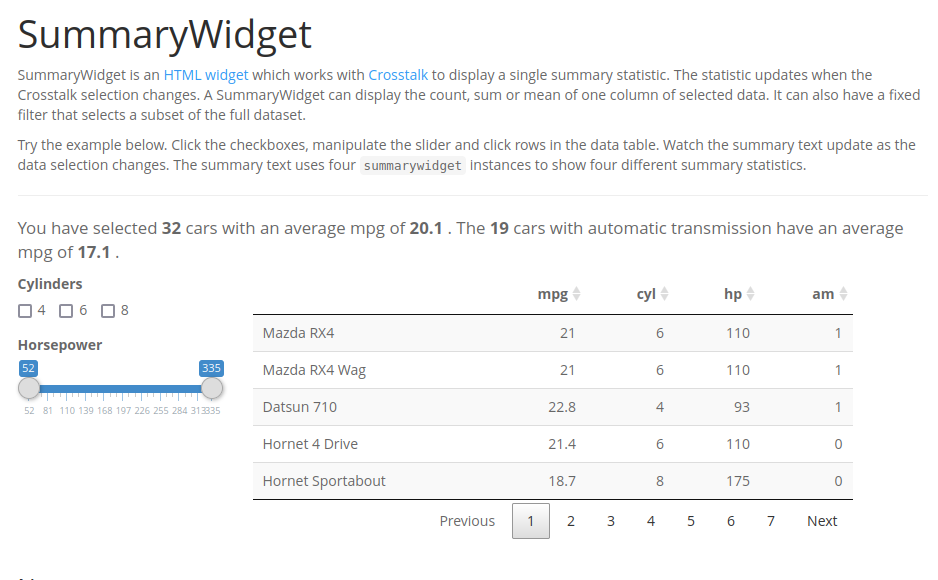 SummaryWidget
SummaryWidget is an HTML widget which works with Crosstalk to display a single summary statistic. The statistic updates when the
Crosstalk selection changes. A SummaryWidget can display the count, sum or mean of one column of selected data. It can also have a fixed
filter that selects a subset of the full dataset.
Try the example below. Click the checkboxes, manipulate the slider and click rows in the data table. Watch the summary text update as the
data selection changes. The summary text uses four summarywidget instances to show four different summary statistics.
You have selected 32 cars with an average mpg of 20.1 . The 19 cars with automatic transmission have an average
mpg of 17.1 .
Cylinders
4 6 8
Horsepower
52 335
52 81 110 139 168 197 226 255 284 313335
mpg cyl hp am
Mazda RX4 21 6 110 1
Mazda RX4 Wag 21 6 110 1
Datsun 710 22.8 4 93 1
Hornet 4 Drive 21.4 6 110 0
Hornet Sportabout 18.7 8 175 0
Previous 1 2 3 4 5 6 7 Next